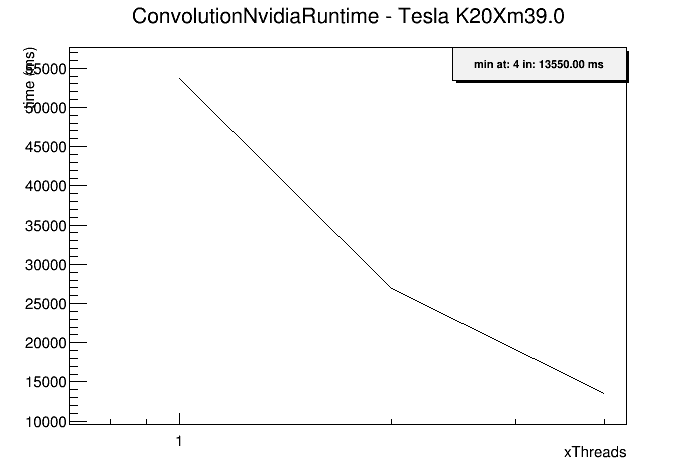 ConvolutionNvidiaRuntime - Tesla K20Xm39.0
time (ms)
min at: 4 in: 13550.00 ms
55000
50000
45000
40000
35000
30000
25000
20000
15000
10000
1
xThreads